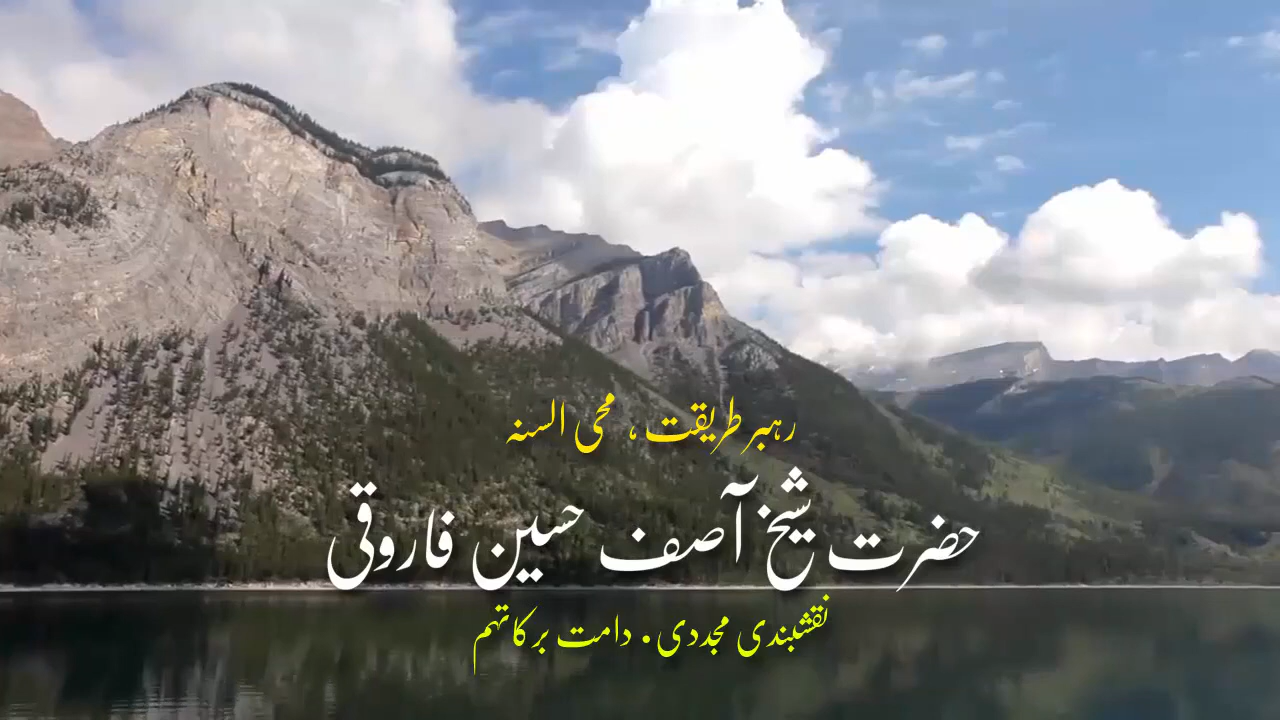 رہبر طریقت، محی السنہ
حضرت شیخ آصف حسین فاروقی
نقشبندی مجددی. دامت برکاتہم